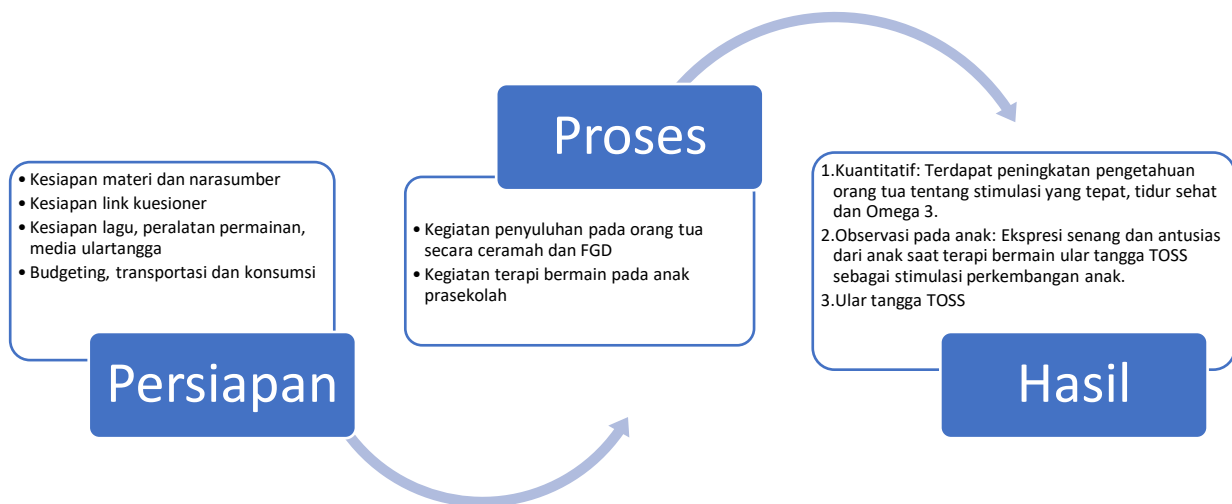 • Kesiapan materi dan narasumber
• Kesiapan link kuesioner
• Kesiapan lagu, peralatan permainan,
media ulartangga
• Budgeting, transportasi dan konsumsi
Persiapan
Proses
• Kegiatan penyuluhan pada orang tua
secara ceramah dan FGD
• Kegiatan terapi bermain pada anak
prasekolah
1.Kuantitatif: Terdapat peningkatan pengetahuan
orang tua tentang stimulasi yang tepat, tidur sehat
dan Omega 3.
2.Observasi pada anak: Ekspresi senang dan antusias
dari anak saat terapi bermain ular tangga TOSS
sebagai stimulasi perkembangan anak.
3.Ular tangga TOSS
Hasil